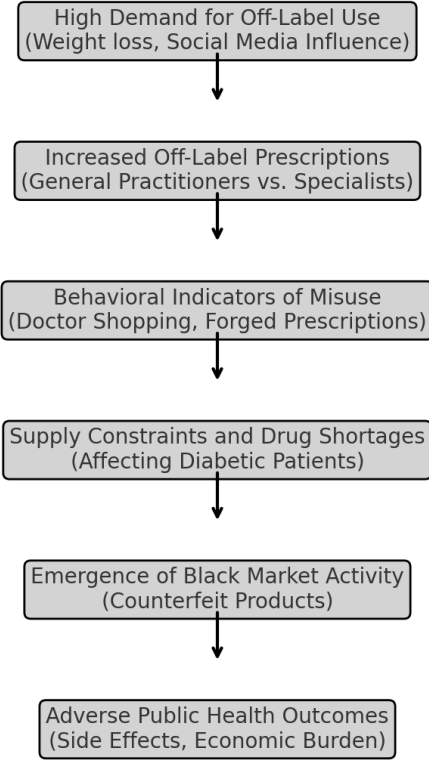 High Demand for Off-Label Use
(Weight loss, Social Media Influence)
Increased Off-Label Prescriptions
(General Practitioners vs. Specialists)
Behavioral Indicators of Misuse
(Doctor Shopping, Forged Prescriptions)
Supply Constraints and Drug Shortages
(Affecting Diabetic Patients)
Emergence of Black Market Activity
(Counterfeit Products)
Adverse Public Health Outcomes
(Side Effects, Economic Burden)